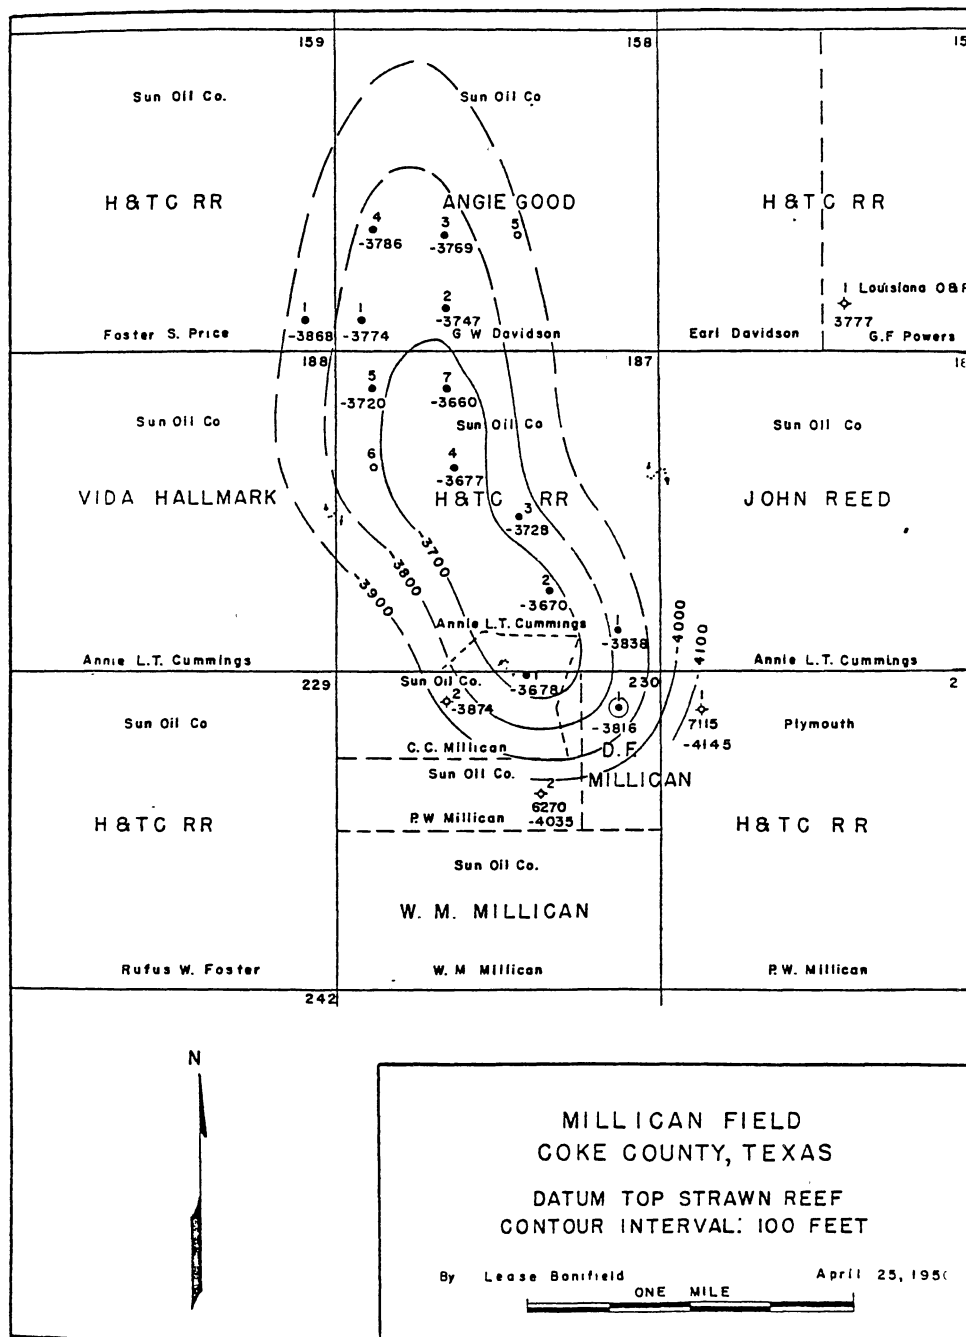 159
158
15
Sun Oil Co.
Sun Oil Co
H&TC RR
ANGIE GOOD
H&TC RR
4
-3786
3
-3769
5
1
-3868
1
-3774
2
-3747
1 Louisiana O&R
3777
Foster S. Price
G W Davidson
Earl Davidson
G.F Powers
188
187
18
5
-3720
7
-3660
Sun Oil Co
Sun Oil Co
Sun Oil Co
6
4
-3677
VIDA HALLMARK
H&TC RR
JOHN REED
3
-3728
-3700
-3800
-3900
2
-3670
Annie L.T. Cummings
1
-3838
-4000
-4100
Annie L.T. Cummings
Annie L.T. Cummings
229
230
2
Sun Oil Co.
1
-3678
2
-3874
1
-3816
1
7115
-4145
Sun Oil Co
Plymouth
C.C. Millican
D.F.
MILLICAN
Sun Oil Co.
2
6270
-4035
P.W Millican
H&TC RR
H&TC RR
Sun Oil Co.
W. M. MILLICAN
Rufus W. Foster
W. M Millican
P.W. Millican
242
N
MILLICAN FIELD
COKE COUNTY, TEXAS
DATUM TOP STRAWN REEF
CONTOUR INTERVAL: 100 FEET
By Lease Bonifield
April 25, 195
ONE MILE